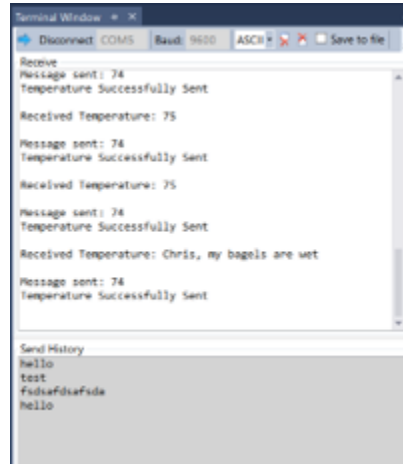 Terminal Window
Disconnect COM5 Baud: 9600 ASCII Save to file
Receive
Message sent: 74
Temperature Successfully Sent
Received Temperature: 75
Message sent: 74
Temperature Successfully Sent
Received Temperature: 75
Message sent: 74
Temperature Successfully Sent
Received Temperature: Chris, my bagels are wet
Message sent: 74
Temperature Successfully Sent
Send History
hello
test
fsdsafdsafsda
hello